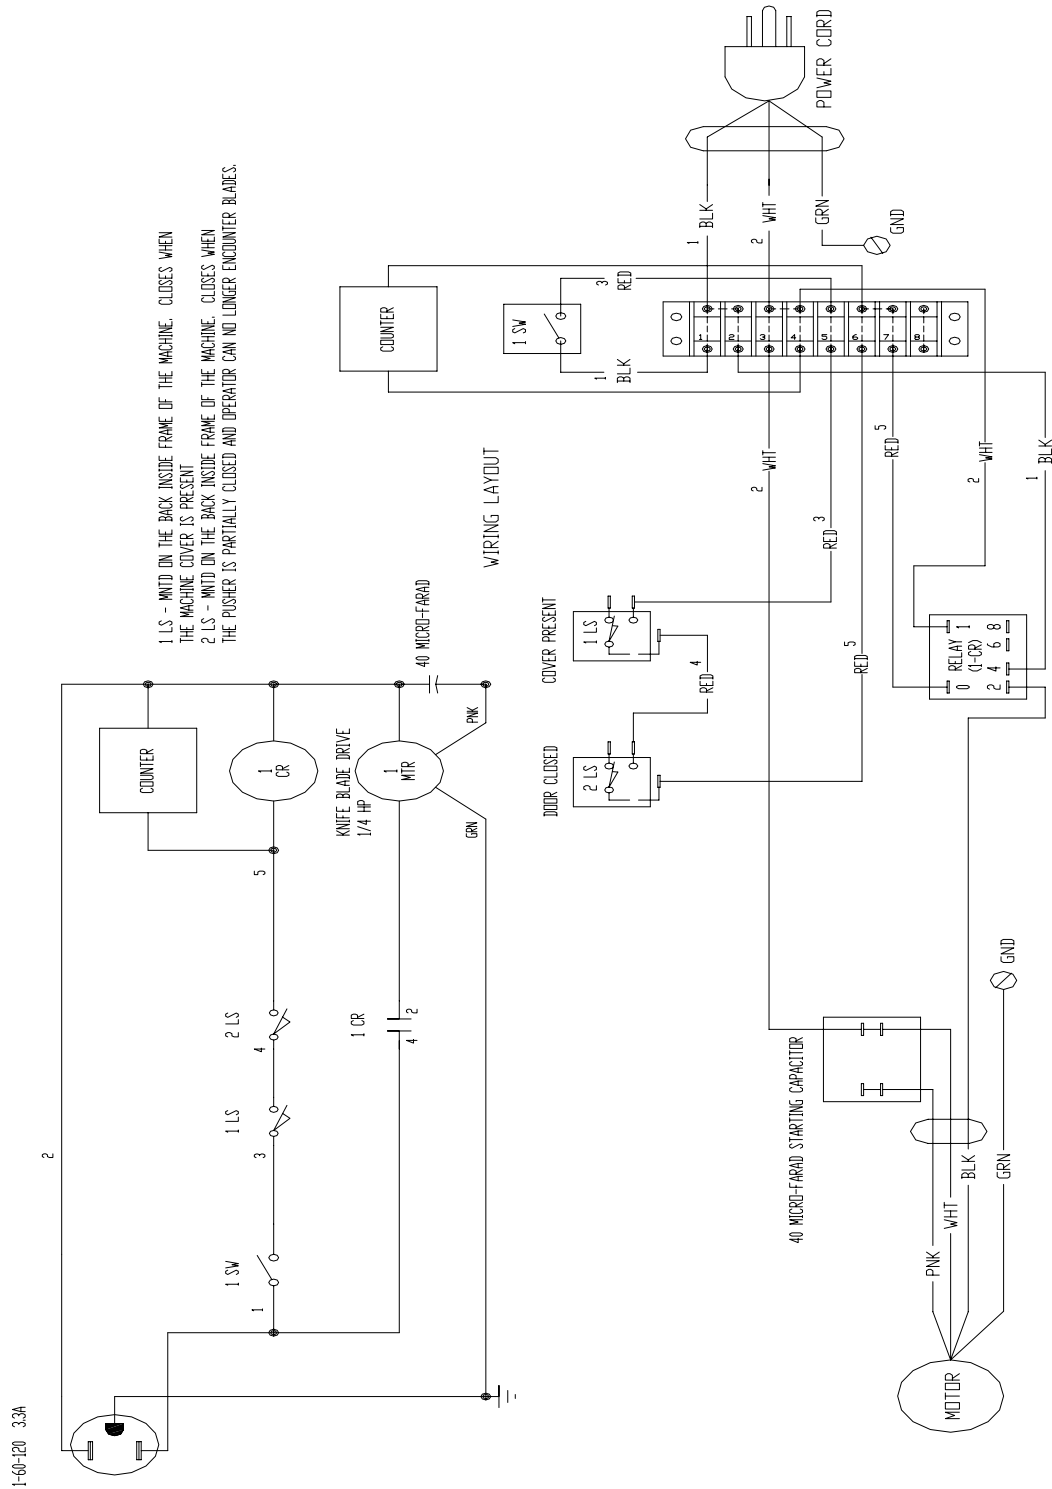 1-60-120 3.3A
2
1 SW
1
1 LS
3
2 LS
4
5
1 CR
4
2
COUNTER
1
CR
KNIFE BLADE DRIVE
1/4 HP
1
MTR
GRN
PNK
40 MICRO-FARAD
1 LS - MNTD ON THE BACK INSIDE FRAME OF THE MACHINE, CLOSES WHEN
THE MACHINE COVER IS PRESENT
2 LS - MNTD ON THE BACK INSIDE FRAME OF THE MACHINE, CLOSES WHEN
THE PUSHER IS PARTIALLY CLOSED AND OPERATOR CAN NO LONGER ENCOUNTER BLADES.
WIRING LAYOUT
COUNTER
1 SW
1
BLK
3
RED
1
BLK
2
WHT
GRN
GND
POWER CORD
1
2
3
4
5
6
7
8
2
WHT
3
RED
5
RED
2
WHT
1
BLK
COVER PRESENT
1 LS
DOOR CLOSED
2 LS
4
RED
5
RED
RELAY
(1-CR)
0
1
2
4
6
8
40 MICRO-FARAD STARTING CAPACITOR
GND
PNK
WHT
BLK
GRN
MOTOR